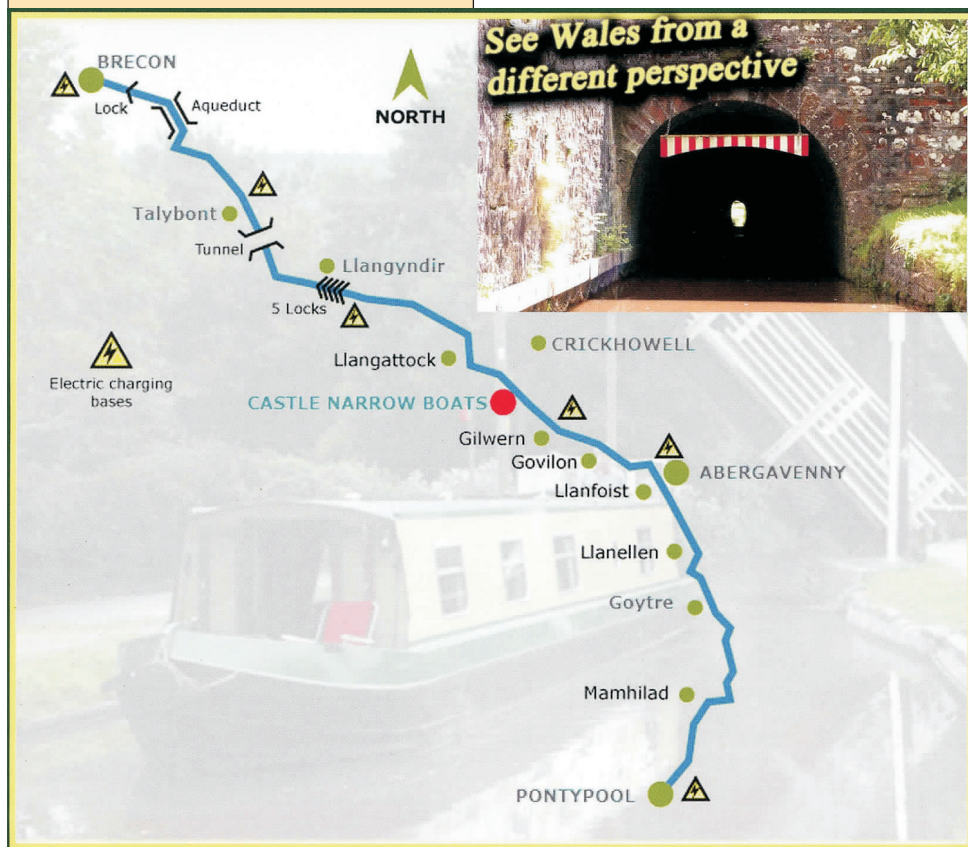 See Wales from a
different perspective
BRECON
Lock
Aqueduct
NORTH
Talybont
Tunnel
Llangyndir
5 Locks
CRICKHOWELL
Llangattock
Electric charging
bases
CASTLE NARROW BOATS
Gilwern
Govilon
ABERGAVENNY
Llanfoist
Llanellen
Goytre
Mamhilad
PONTYPOOL